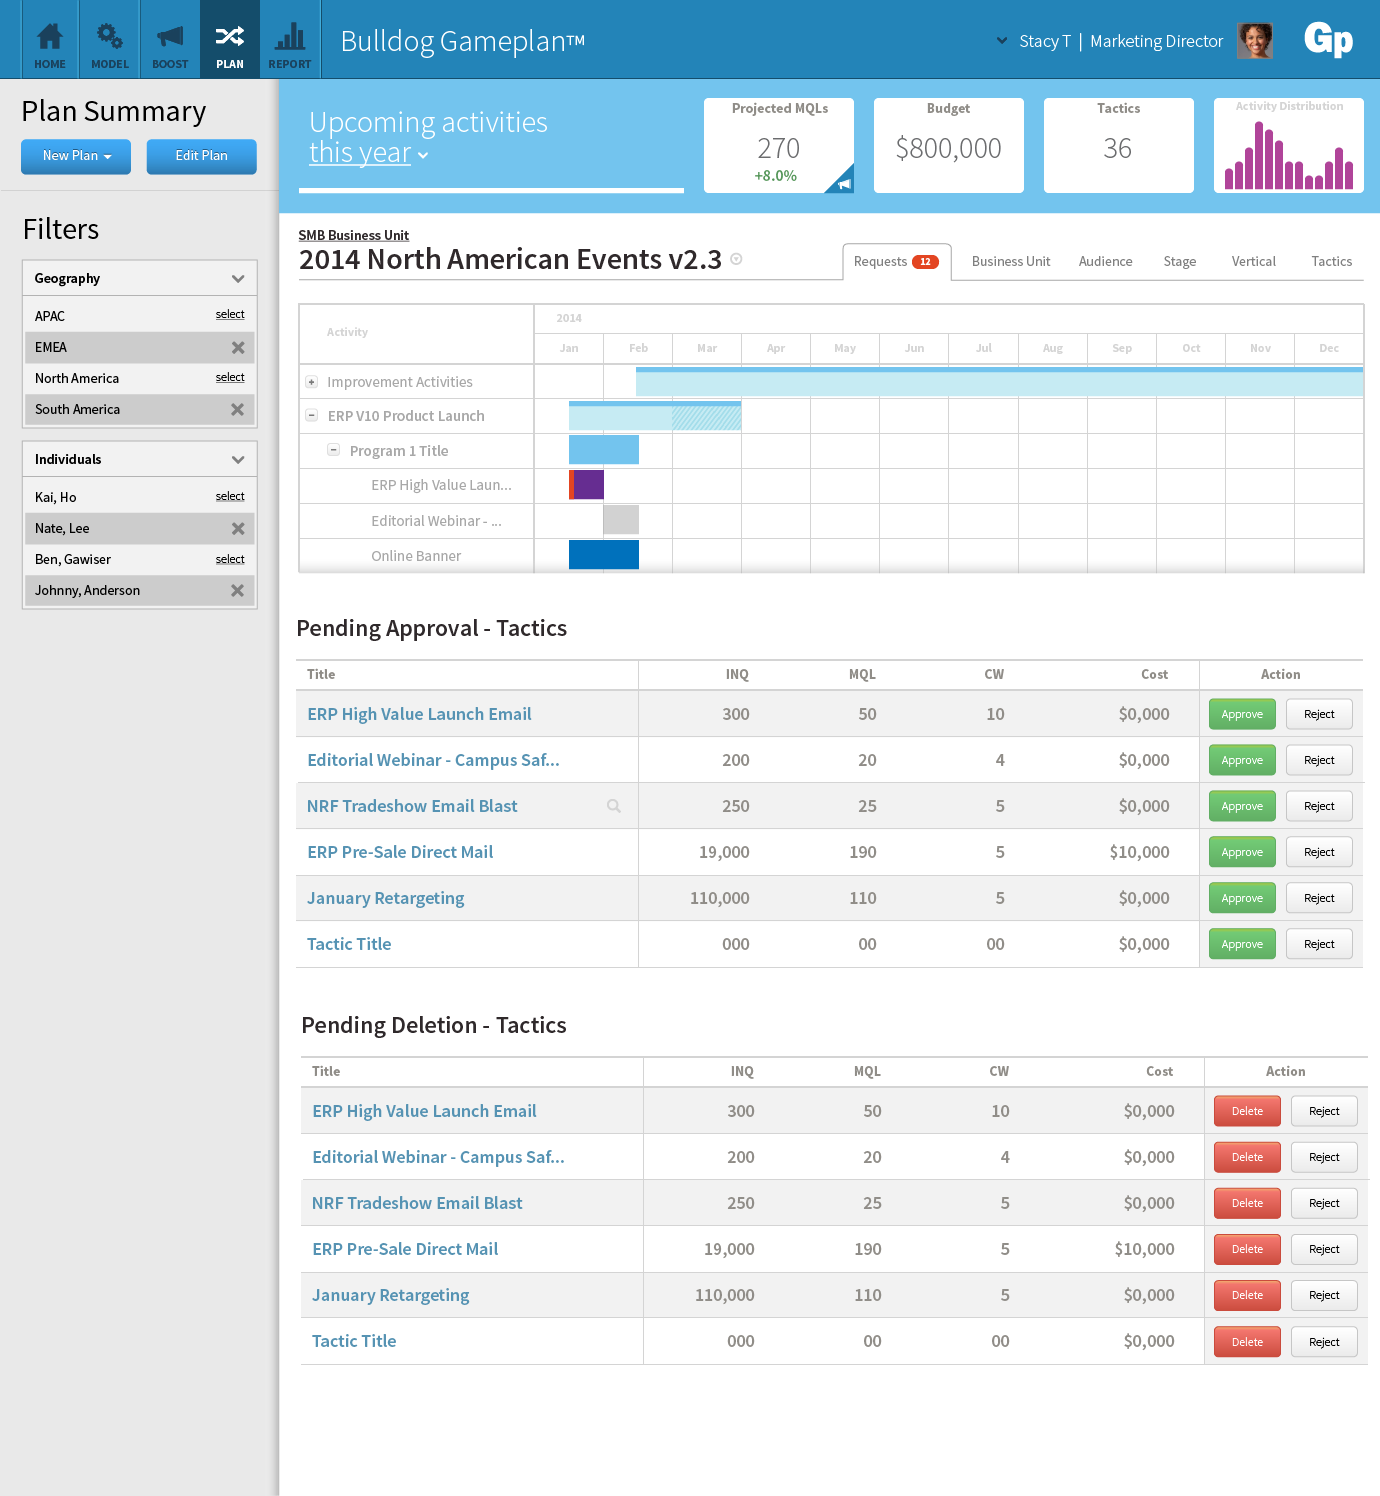 HOME MODEL BOOST PLAN REPORT
Bulldog Gameplan™
Stacy T | Marketing Director
Gp
Plan Summary
New Plan
Edit Plan
Filters
Geography
APAC select
EMEA
North America select
South America
Individuals
Kai, Ho select
Nate, Lee
Ben, Gawiser select
Johnny, Anderson
Upcoming activities
this year
Projected MQLs
270
+8.0%
Budget
$800,000
Tactics
36
Activity Distribution
SMB Business Unit
2014 North American Events v2.3
Requests 12 Business Unit Audience Stage Vertical Tactics
Activity
2014
Jan Feb Mar Apr May Jun Jul Aug Sep Oct Nov Dec
Improvement Activities
ERP V10 Product Launch
Program 1 Title
ERP High Value Laun...
Editorial Webinar - ...
Online Banner
Pending Approval - Tactics
Title INQ MQL CW Cost Action
ERP High Value Launch Email 300 50 10 $0,000 Approve Reject
Editorial Webinar - Campus Saf... 200 20 4 $0,000 Approve Reject
NRF Tradeshow Email Blast 250 25 5 $0,000 Approve Reject
ERP Pre-Sale Direct Mail 19,000 190 5 $10,000 Approve Reject
January Retargeting 110,000 110 5 $0,000 Approve Reject
Tactic Title 000 00 00 $0,000 Approve Reject
Pending Deletion - Tactics
Title INQ MQL CW Cost Action
ERP High Value Launch Email 300 50 10 $0,000 Delete Reject
Editorial Webinar - Campus Saf... 200 20 4 $0,000 Delete Reject
NRF Tradeshow Email Blast 250 25 5 $0,000 Delete Reject
ERP Pre-Sale Direct Mail 19,000 190 5 $10,000 Delete Reject
January Retargeting 110,000 110 5 $0,000 Delete Reject
Tactic Title 000 00 00 $0,000 Delete Reject